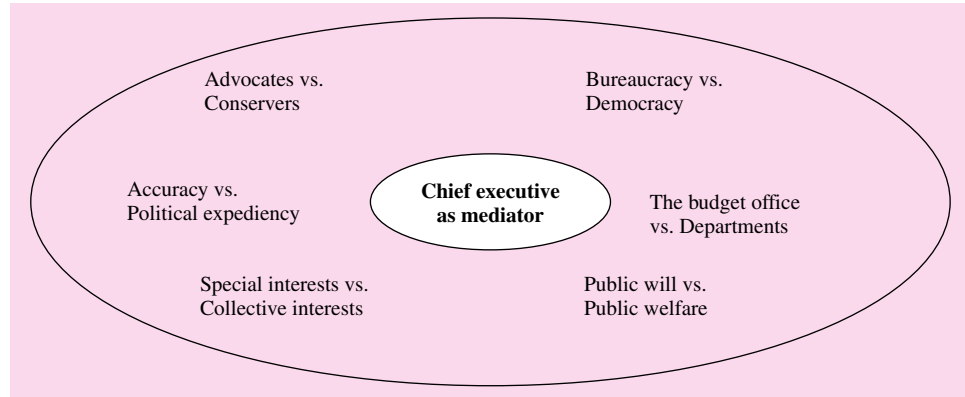 Advocates vs.
Conservers
Bureaucracy vs.
Democracy
Accuracy vs.
Political expediency
Chief executive
as mediator
The budget office
vs. Departments
Special interests vs.
Collective interests
Public will vs.
Public welfare